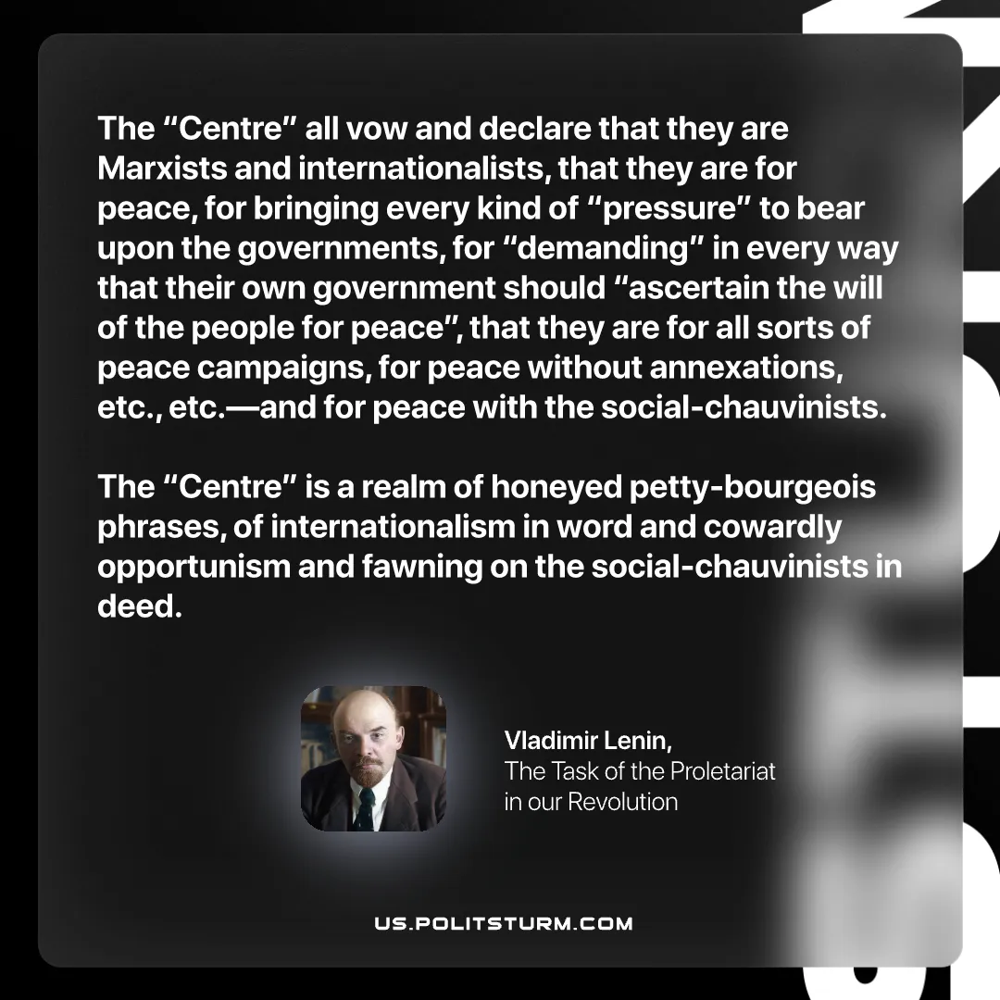 The “Centre” all vow and declare that they are
Marxists and internationalists, that they are for
peace, for bringing every kind of “pressure” to bear
upon the governments, for “demanding” in every way
that their own government should “ascertain the will
of the people for peace”, that they are for all sorts of
peace campaigns, for peace without annexations,
etc., etc.—and for peace with the social-chauvinists.
The “Centre” is a realm of honeyed petty-bourgeois
phrases, of internationalism in word and cowardly
opportunism and fawning on the social-chauvinists in
deed.
Vladimir Lenin,
The Task of the Proletariat
in our Revolution
US.POLITSTURM.COM